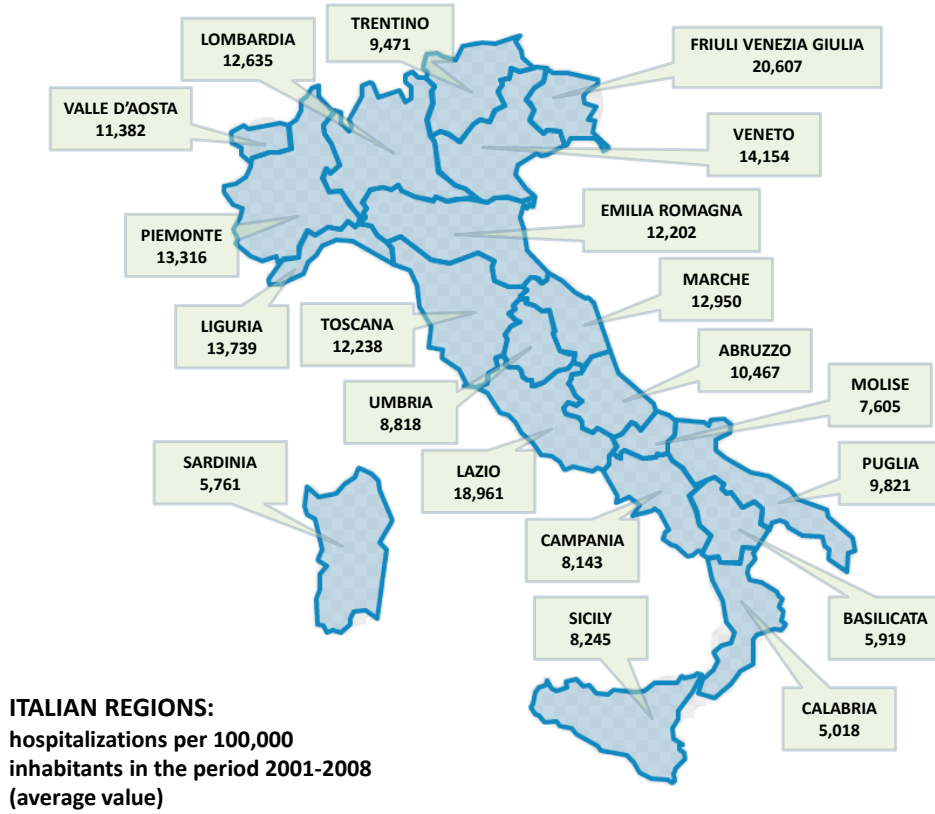 TRENTINO
9,471
LOMBARDIA
12,635
FRIULI VENEZIA GIULIA
20,607
VALLE D'AOSTA
11,382
VENETO
14,154
EMILIA ROMAGNA
12,202
PIEMONTE
13,316
MARCHE
12,950
LIGURIA
13,739
TOSCANA
12,238
ABRUZZO
10,467
MOLISE
7,605
UMBRIA
8,818
SARDINIA
5,761
LAZIO
18,961
PUGLIA
9,821
CAMPANIA
8,143
SICILY
8,245
BASILICATA
5,919
CALABRIA
5,018
ITALIAN REGIONS:
hospitalizations per 100,000
inhabitants in the period 2001-2008
(average value)